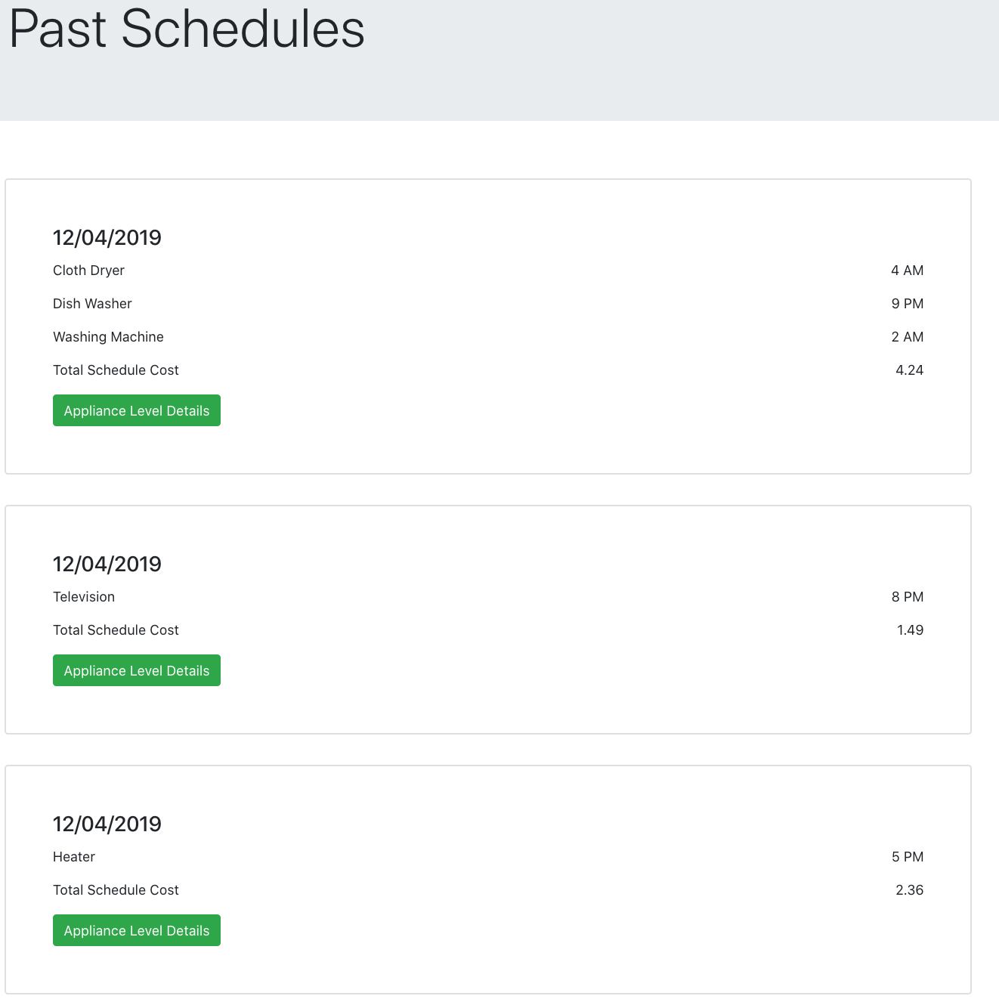 Past Schedules
12/04/2019
Cloth Dryer 4 AM
Dish Washer 9 PM
Washing Machine 2 AM
Total Schedule Cost 4.24
Appliance Level Details
12/04/2019
Television 8 PM
Total Schedule Cost 1.49
Appliance Level Details
12/04/2019
Heater 5 PM
Total Schedule Cost 2.36
Appliance Level Details